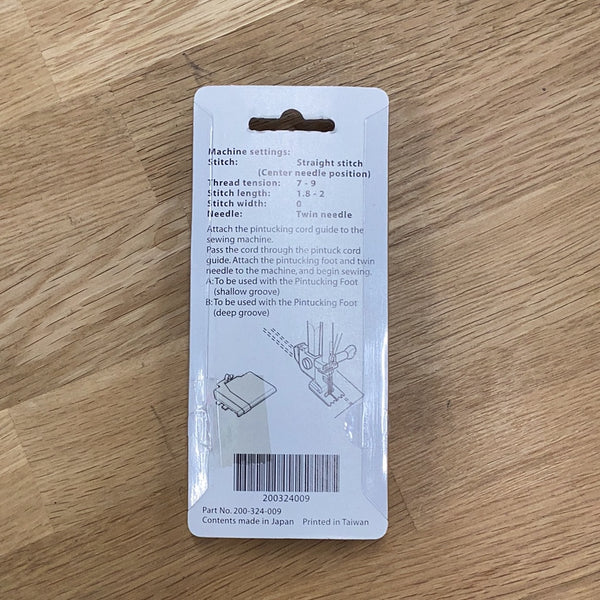 Machine settings:
Stitch: Straight stitch
(Center needle position)
Thread tension: 7 - 9
Stitch length: 1.8 - 2
Stitch width: 0
Needle: Twin needle
Attach the pintucking cord guide to the
sewing machine.
Pass the cord through the pintuck cord
guide. Attach the pintucking foot and twin
needle to the machine, and begin sewing.
A: To be used with the Pintucking Foot
(shallow groove)
B: To be used with the Pintucking Foot
(deep groove)
200324009
Part No. 200-324-009
Contents made in Japan Printed in Taiwan